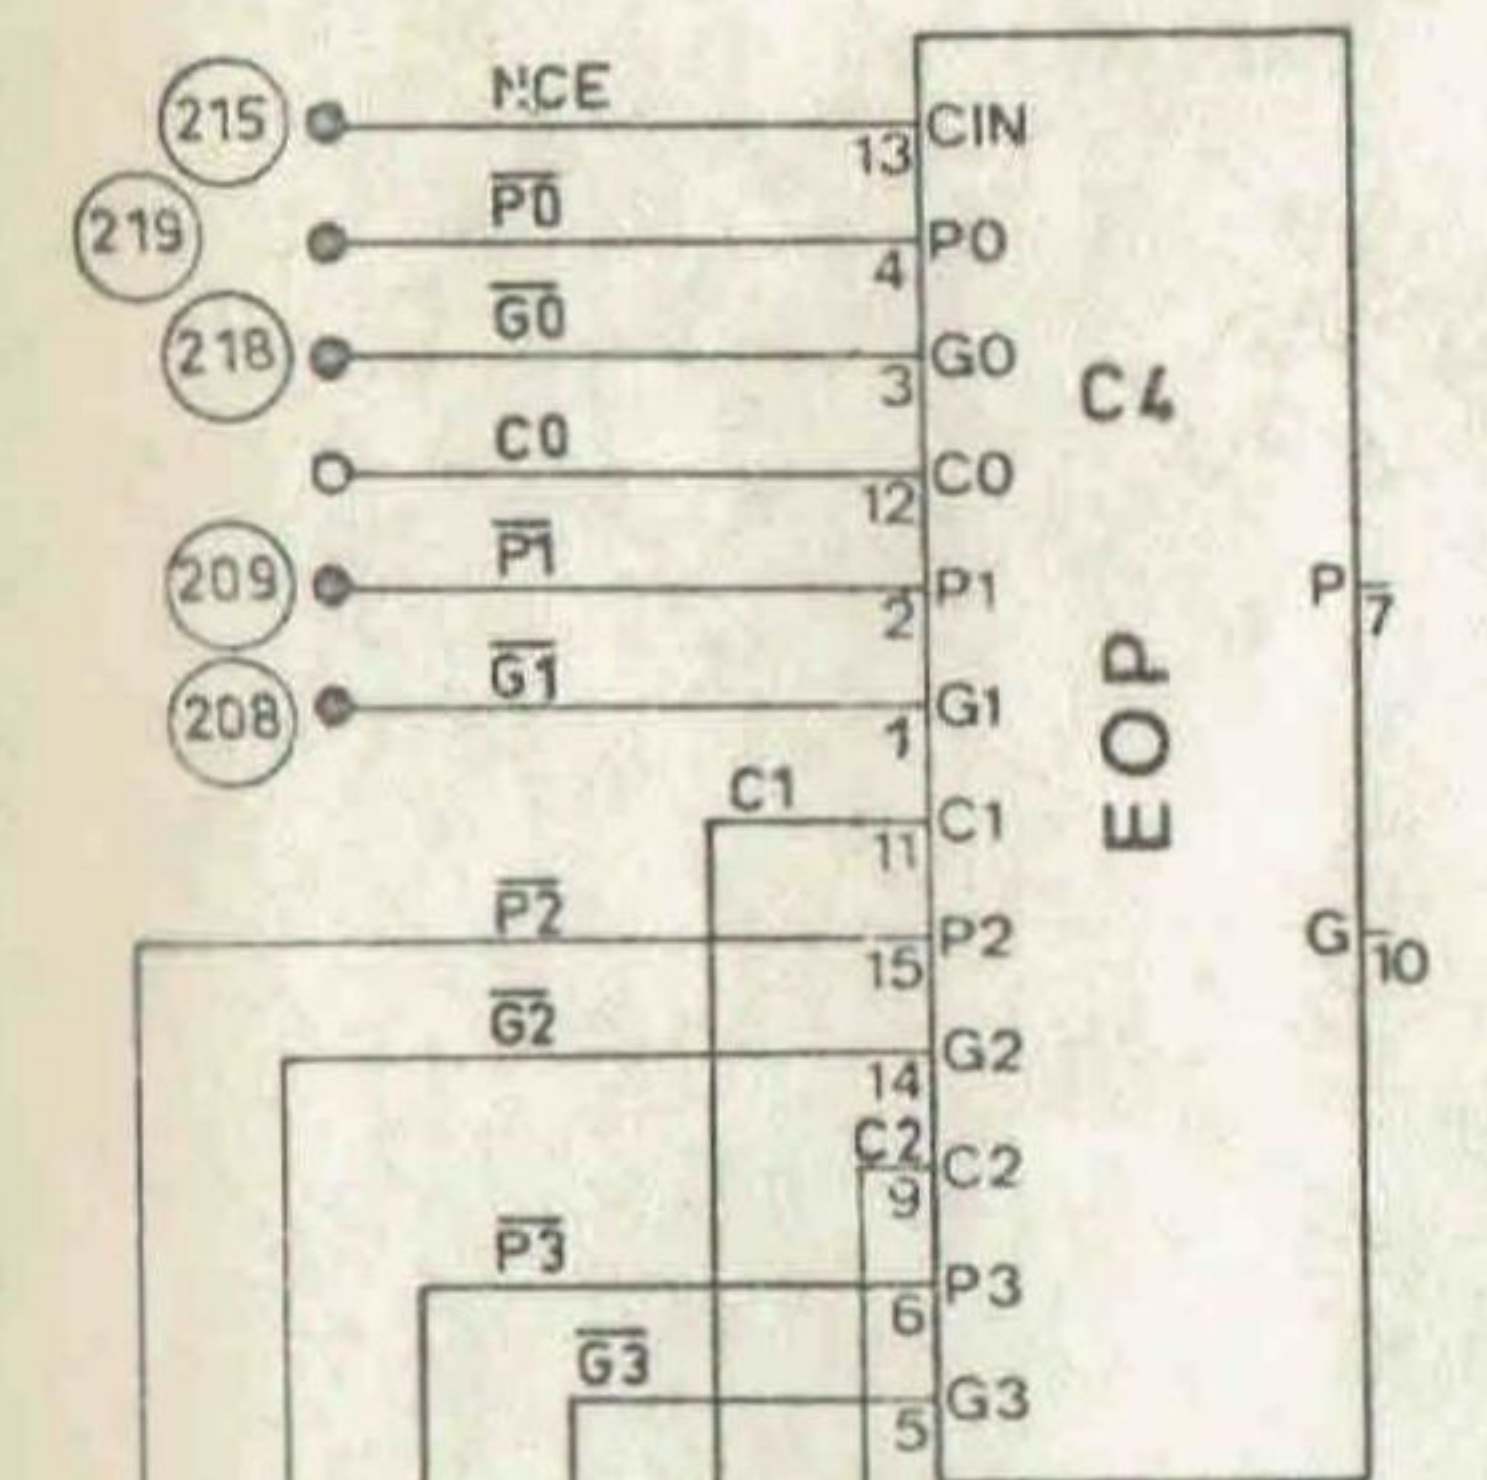 215 NCE 13 CIN
219 P0 4 P0
218 G0 3 G0
C4
C0 12 C0
209 P1 2 P1
P 7
208 G1 1 G1
EOP
C1 11 C1
P2 15 P2
G 10
G2 14 G2
C2 9 C2
P3 6 P3
G3 5 G3